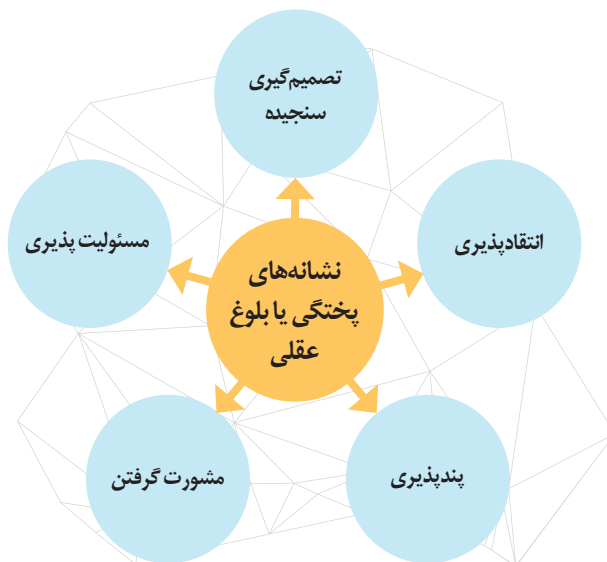 تصمیم‌گیری
سنجیده
انتقادپذیری
مسئولیت پذیری
نشانه‌های
پختگی یا بلوغ
عقلی
پندپذیری
مشورت گرفتن